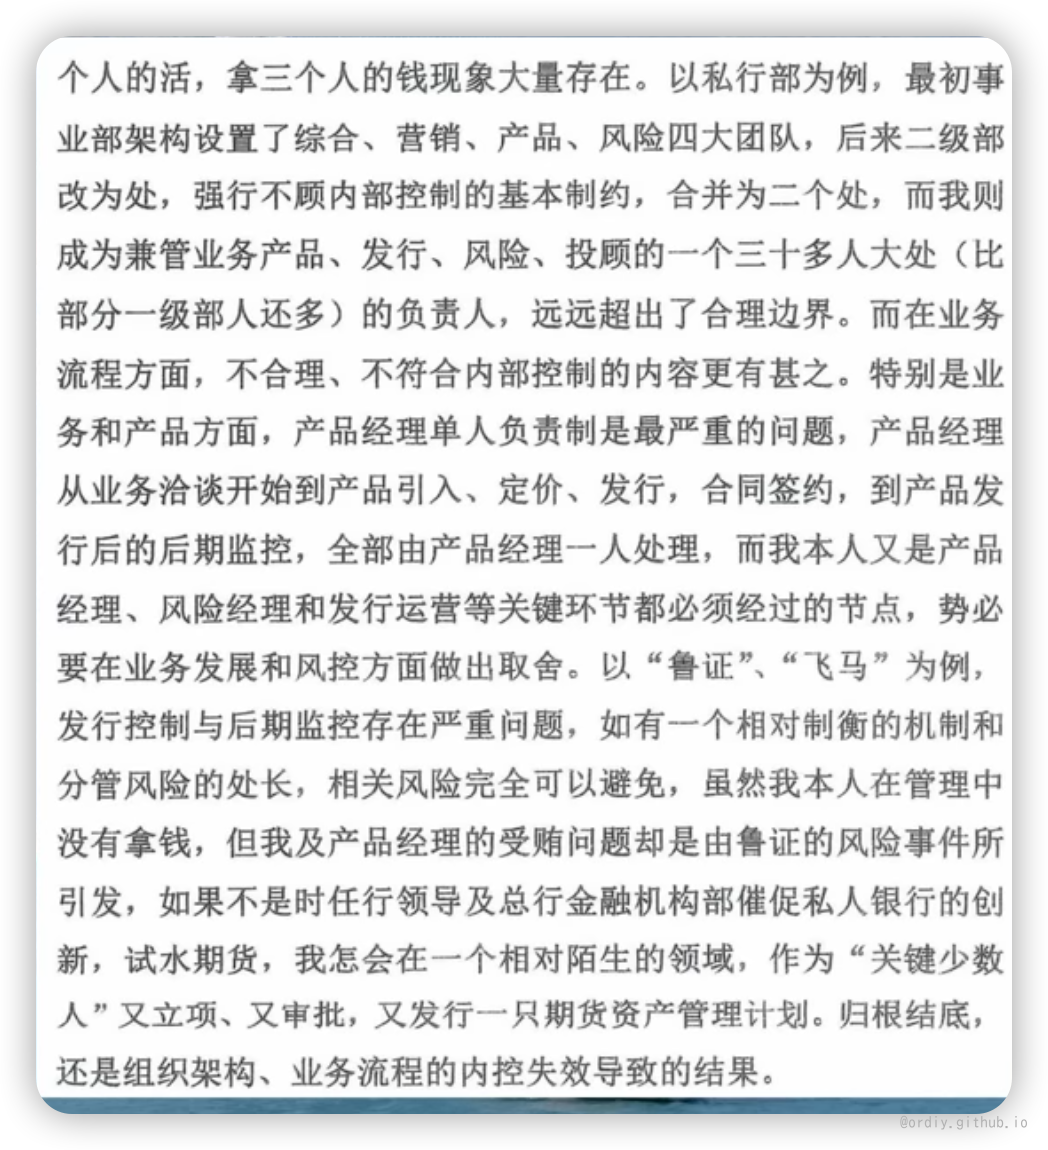 个人的活，拿三个人的钱现象大量存在。以私行部为例，最初事
业部架构设置了综合、营销、产品、风险四大团队，后来二级部
改为处，强行不顾内部控制的基本制约，合并为二个处，而我则
成为兼管业务产品、发行、风险、投顾的一个三十多人大处（比
部分一级部人还多）的负责人，远远超出了合理边界。而在业务
流程方面，不合理、不符合内部控制的内容更有甚之。特别是业
务和产品方面，产品经理单人负责制是最严重的问题，产品经理
从业务洽谈开始到产品引入、定价、发行，合同签约，到产品发
行后的后期监控，全部由产品经理一人处理，而我本人又是产品
经理、风险经理和发行运营等关键环节都必须经过的节点，势必
要在业务发展和风控方面做出取舍。以“鲁证”、“飞马”为例，
发行控制与后期监控存在严重问题，如有一个相对制衡的机制和
分管风险的处长，相关风险完全可以避免，虽然我本人在管理中
没有拿钱，但我及产品经理的受贿问题却是由鲁证的风险事件所
引发，如果不是时任行领导及总行金融机构部催促私人银行的创
新，试水期货，我怎会在一个相对陌生的领域，作为“关键少数
人”又立项、又审批，又发行一只期货资产管理计划。归根结底，
还是组织架构、业务流程的内控失效导致的结果。
@ordiy.github.io